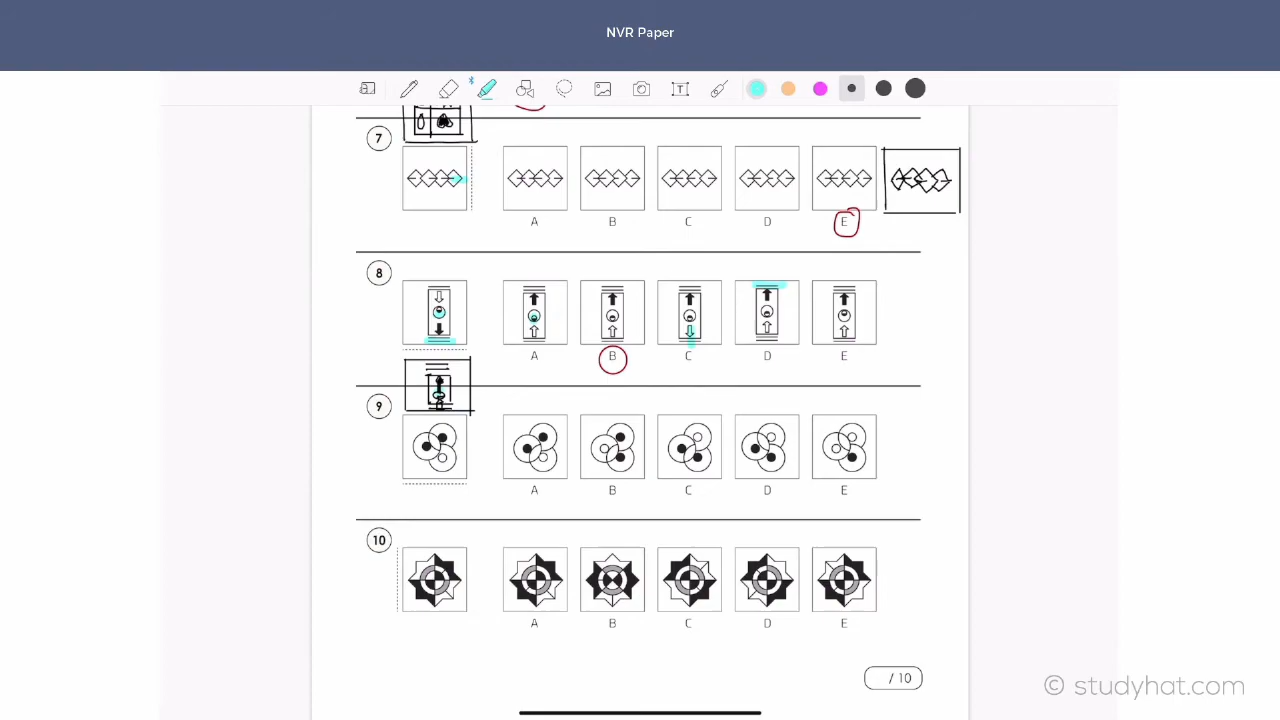 NVR Paper
T
7
A B C D E
8
A B C D E
9
A B C D E
10
A B C D E
/ 10
© studyhat.com